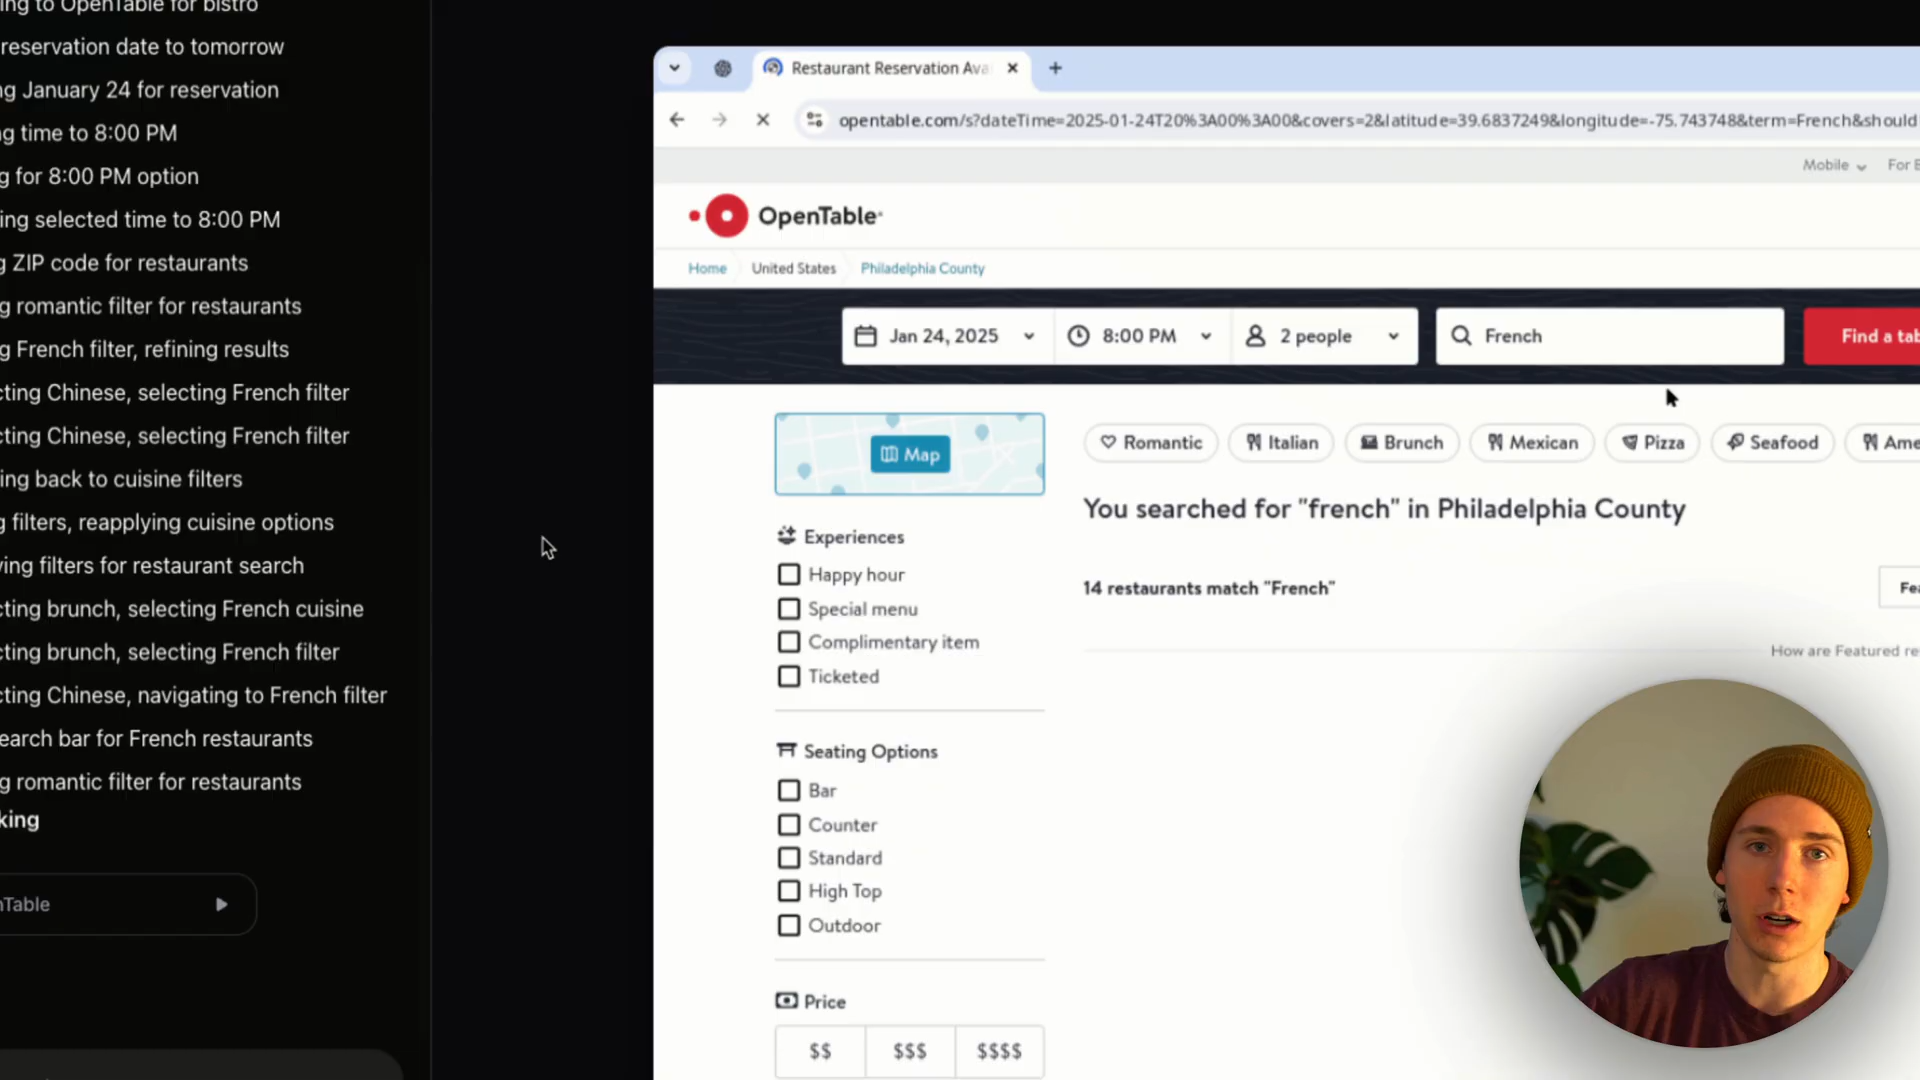 ing to OpenTable for bistro
reservation date to tomorrow
ng January 24 for reservation
ng time to 8:00 PM
g for 8:00 PM option
ing selected time to 8:00 PM
g ZIP code for restaurants
g romantic filter for restaurants
g French filter, refining results
cting Chinese, selecting French filter
cting Chinese, selecting French filter
ing back to cuisine filters
g filters, reapplying cuisine options
ying filters for restaurant search
cting brunch, selecting French cuisine
cting brunch, selecting French filter
cting Chinese, navigating to French filter
earch bar for French restaurants
g romantic filter for restaurants
king
nTable
Restaurant Reservation Ava
opentable.com/s?dateTime=2025-01-24T20%3A00%3A00&covers=2&latitude=39.6837249&longitude=-75.743748&term=French&should
Mobile For B
OpenTable
Home United States Philadelphia County
Jan 24, 2025 8:00 PM 2 people French Find a tab
Map
Romantic Italian Brunch Mexican Pizza Seafood Ame
You searched for "french" in Philadelphia County
14 restaurants match "French"
Fea
How are Featured re
Experiences
Happy hour
Special menu
Complimentary item
Ticketed
Seating Options
Bar
Counter
Standard
High Top
Outdoor
Price
$$ $$$ $$$$